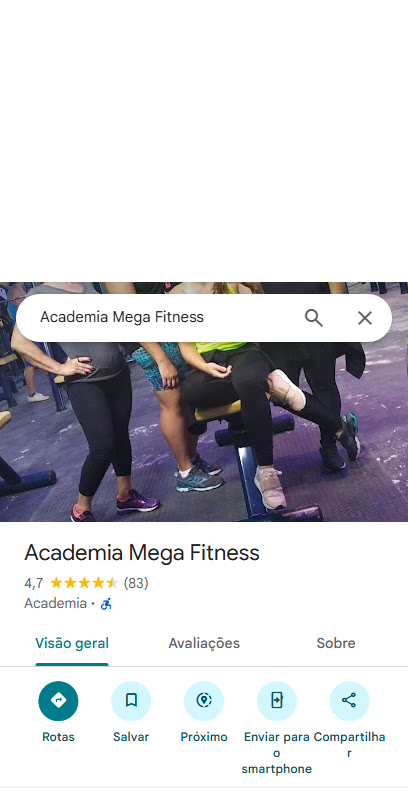 Academia Mega Fitness
Academia Mega Fitness
4,7 (83)
Academia ·
Visão geral Avaliações Sobre
Rotas Salvar Próximo Enviar para o smartphone Compartilhar